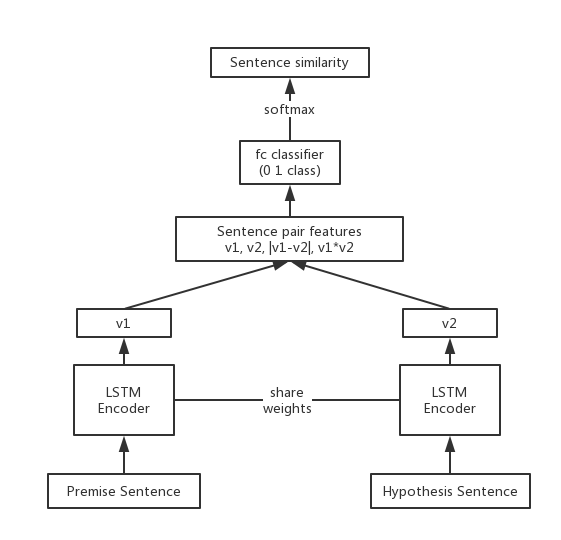 Sentence similarity
softmax
fc classifier
(0 1 class)
Sentence pair features
v1, v2, |v1-v2|, v1*v2
v1
v2
LSTM
Encoder
share
weights
LSTM
Encoder
Premise Sentence
Hypothesis Sentence